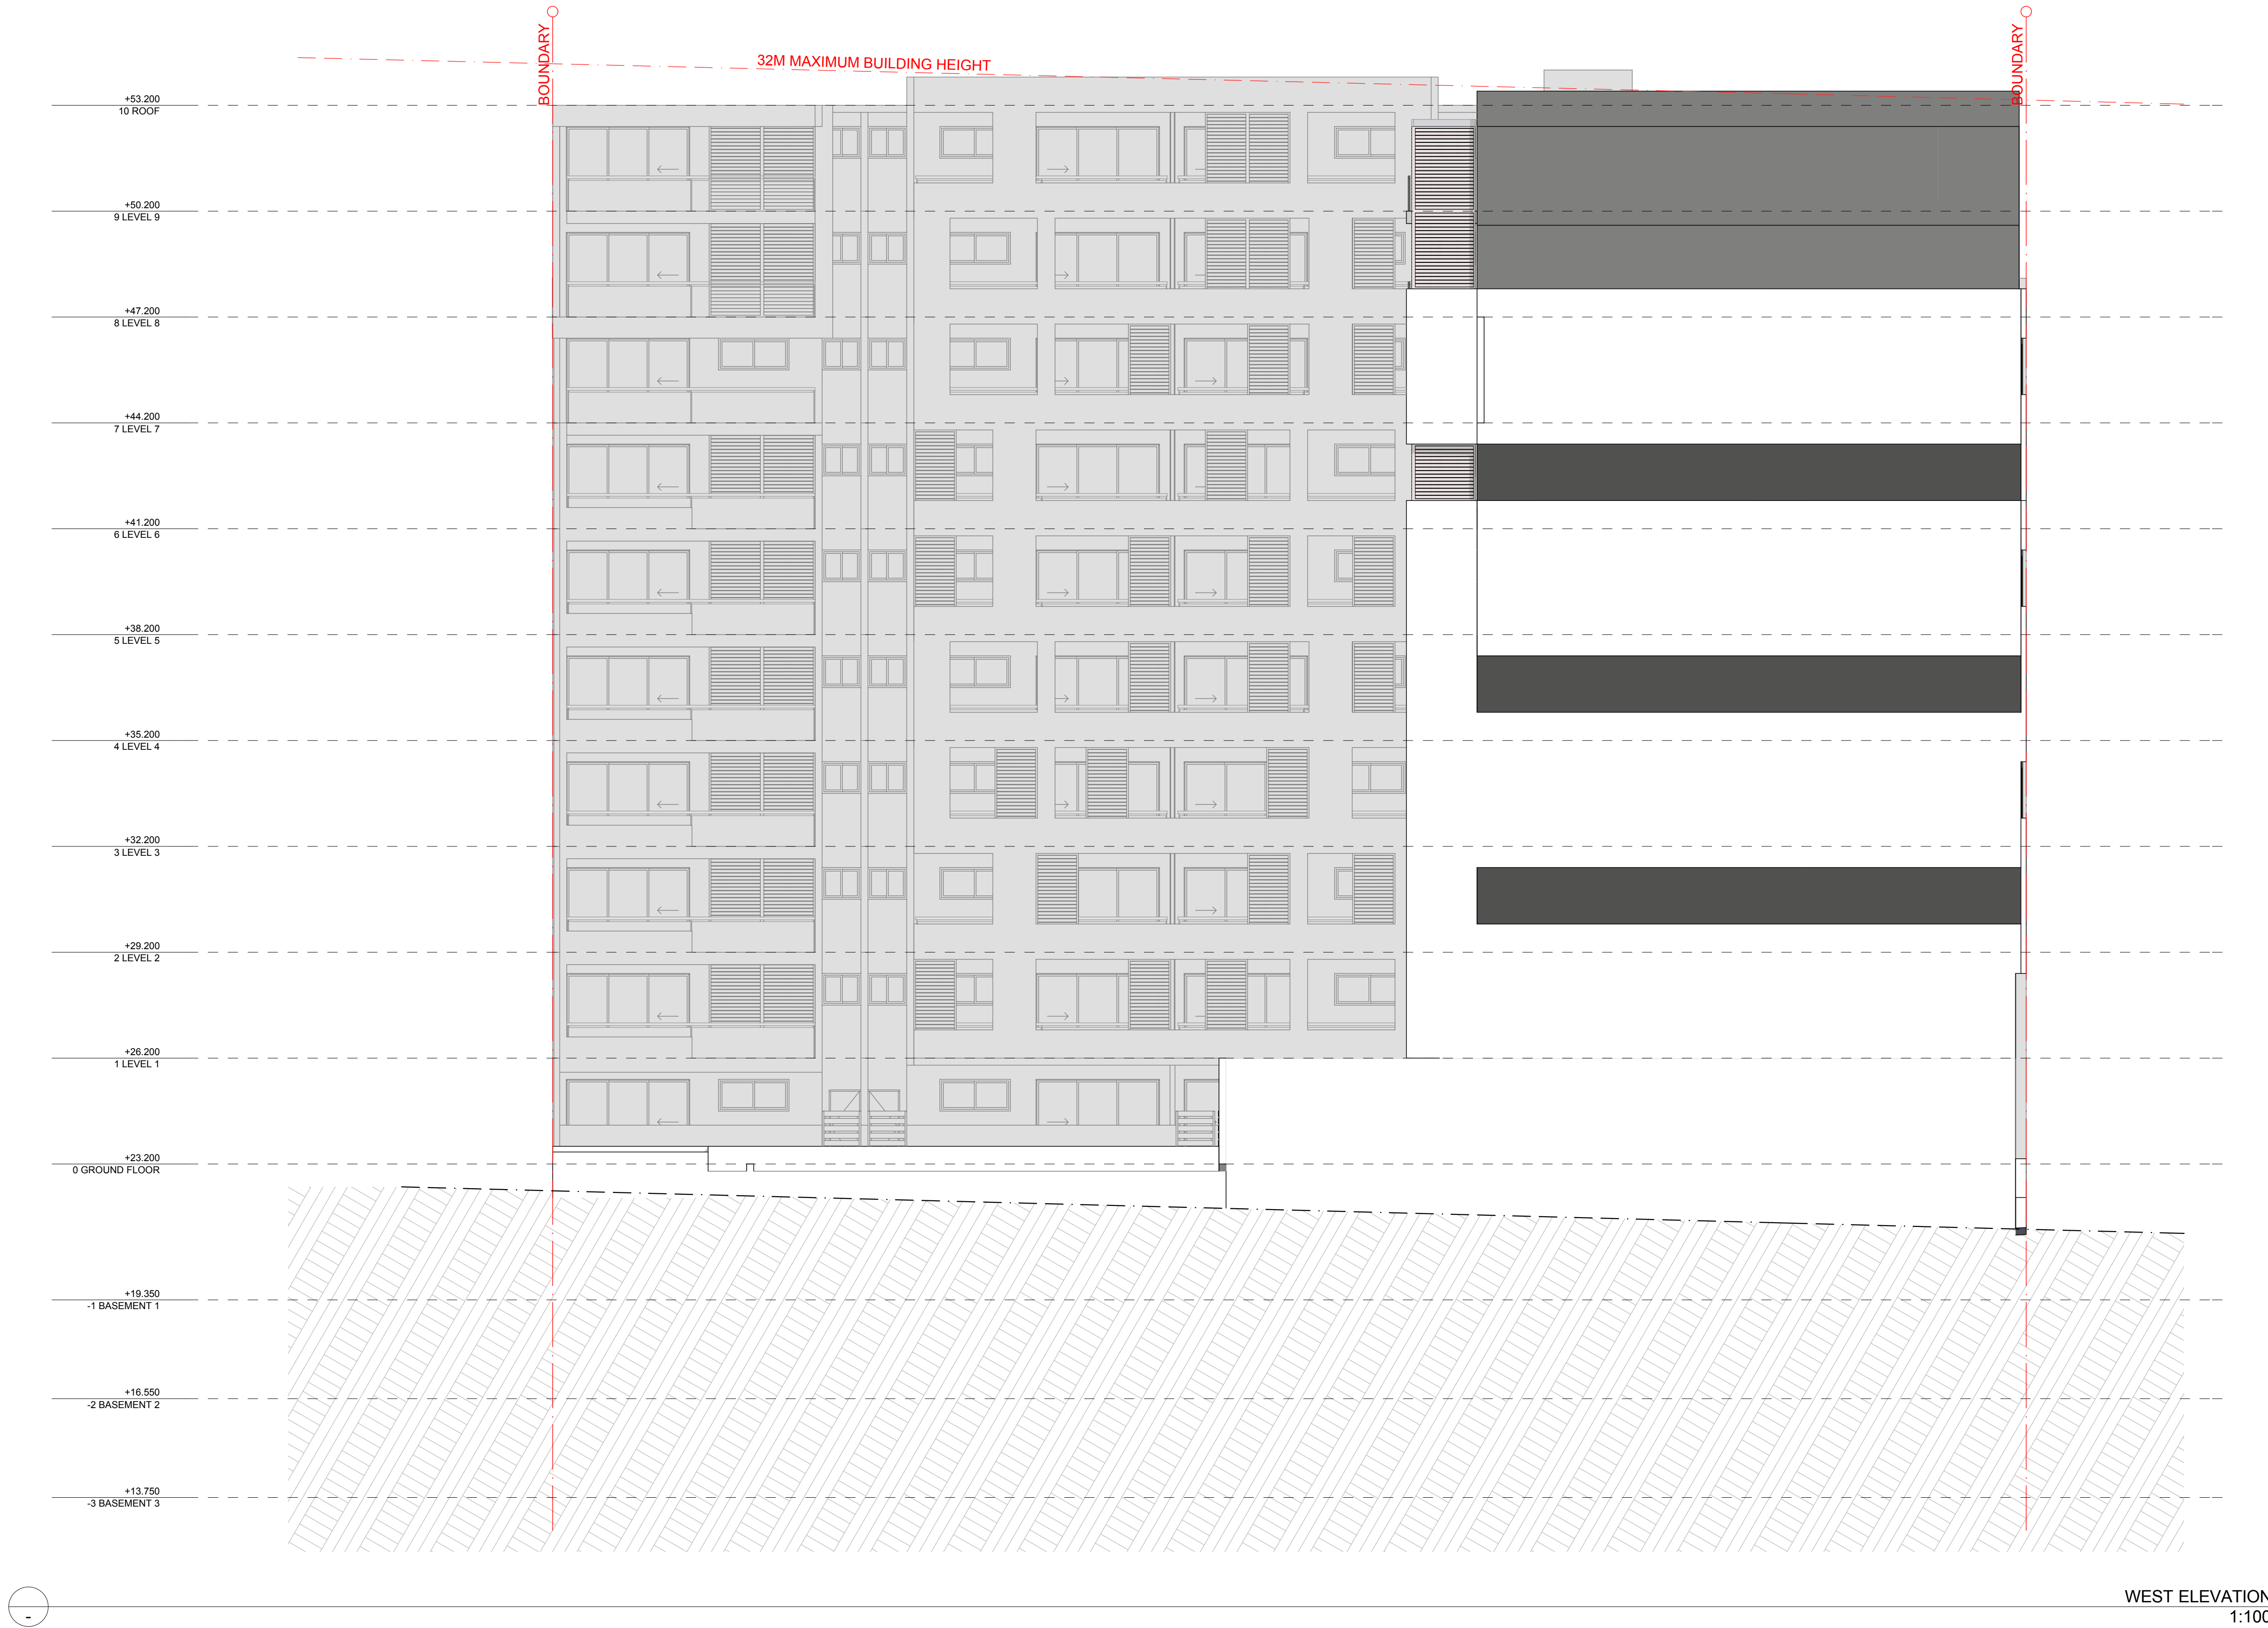 BOUNDARY
BOUNDARY
32M MAXIMUM BUILDING HEIGHT
+53.200
10 ROOF
+50.200
9 LEVEL 9
+47.200
8 LEVEL 8
+44.200
7 LEVEL 7
+41.200
6 LEVEL 6
+38.200
5 LEVEL 5
+35.200
4 LEVEL 4
+32.200
3 LEVEL 3
+29.200
2 LEVEL 2
+26.200
1 LEVEL 1
+23.200
0 GROUND FLOOR
+19.350
-1 BASEMENT 1
+16.550
-2 BASEMENT 2
+13.750
-3 BASEMENT 3
-
WEST ELEVATION
1:100